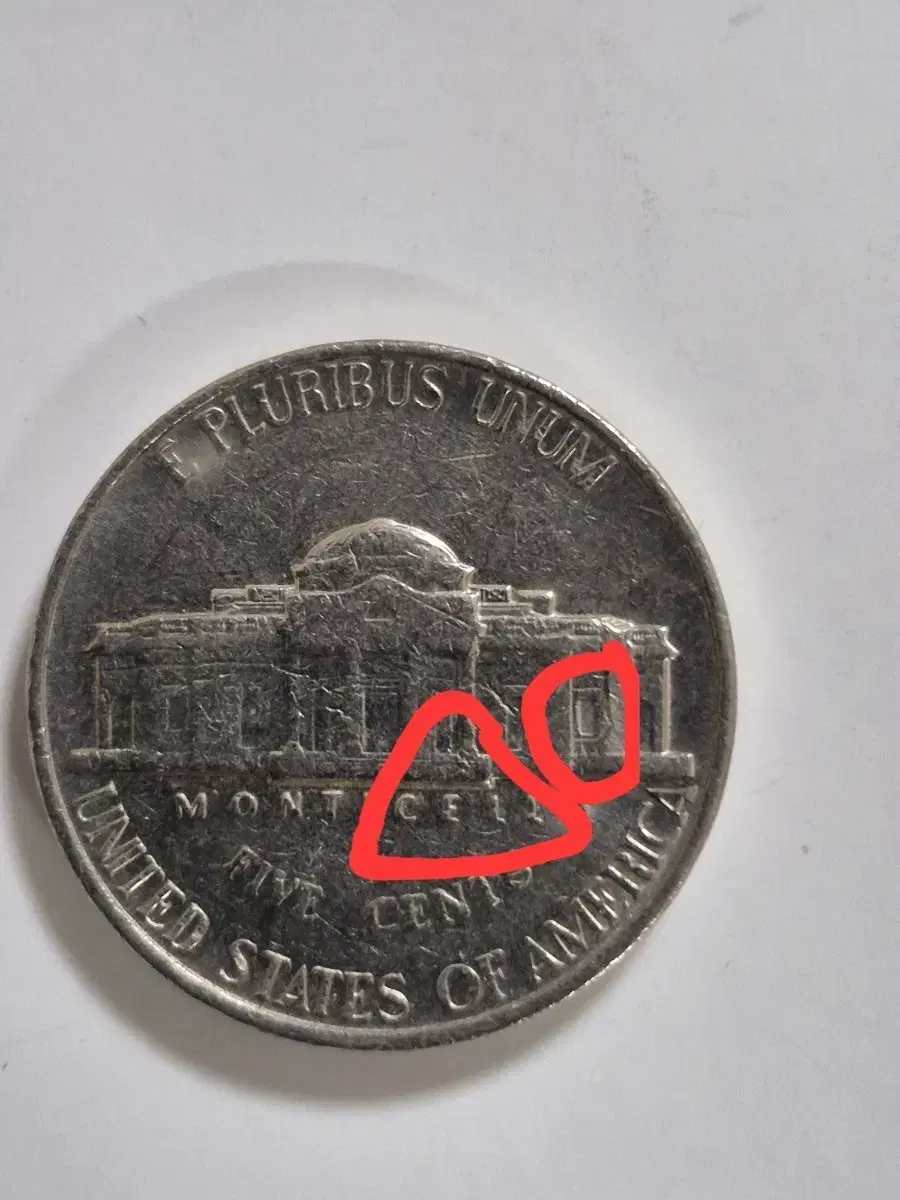 E PLURIBUS UNUM
MONTICELLO
FIVE CENTS
UNITED STATES OF AMERICA